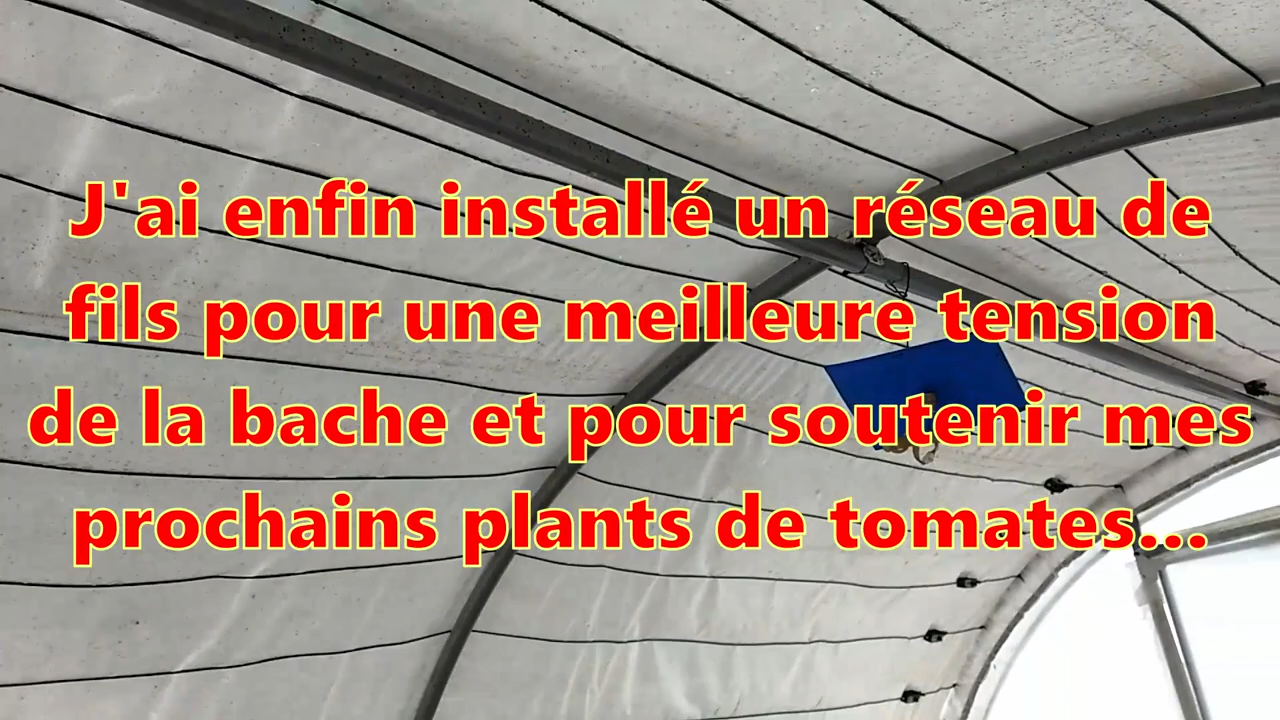 J'ai enfin installé un réseau de
fils pour une meilleure tension
de la bache et pour soutenir mes
prochains plants de tomates...